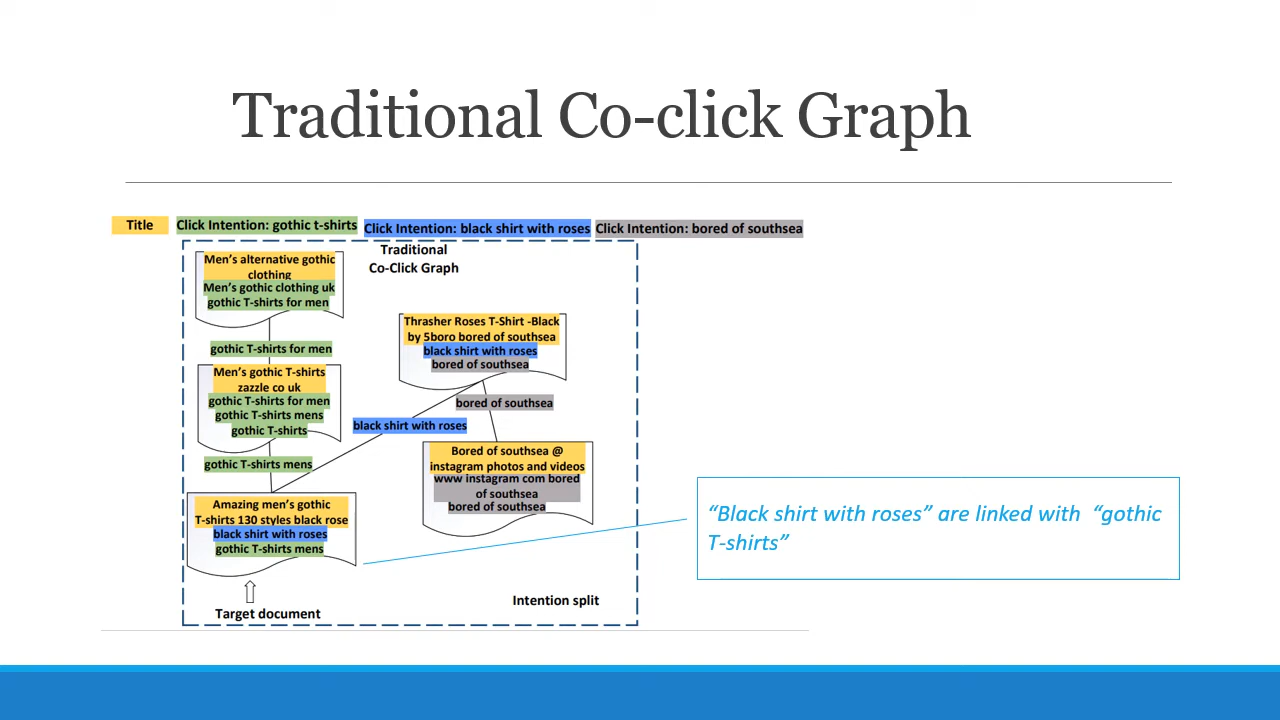 Traditional Co-click Graph
Title
Click Intention: gothic t-shirts
Click Intention: black shirt with roses
Click Intention: bored of southsea
Traditional
Co-Click Graph
Men's alternative gothic
clothing
Men's gothic clothing uk
gothic T-shirts for men
gothic T-shirts for men
Men's gothic T-shirts
zazzle co uk
gothic T-shirts for men
gothic T-shirts mens
gothic T-shirts
gothic T-shirts mens
Amazing men's gothic
T-shirts 130 styles black rose
black shirt with roses
gothic T-shirts mens
Target document
Thrasher Roses T-Shirt -Black
by 5boro bored of southsea
black shirt with roses
bored of southsea
bored of southsea
black shirt with roses
Bored of southsea @
instagram photos and videos
www instagram com bored
of southsea
bored of southsea
Intention split
“Black shirt with roses” are linked with “gothic
T-shirts”